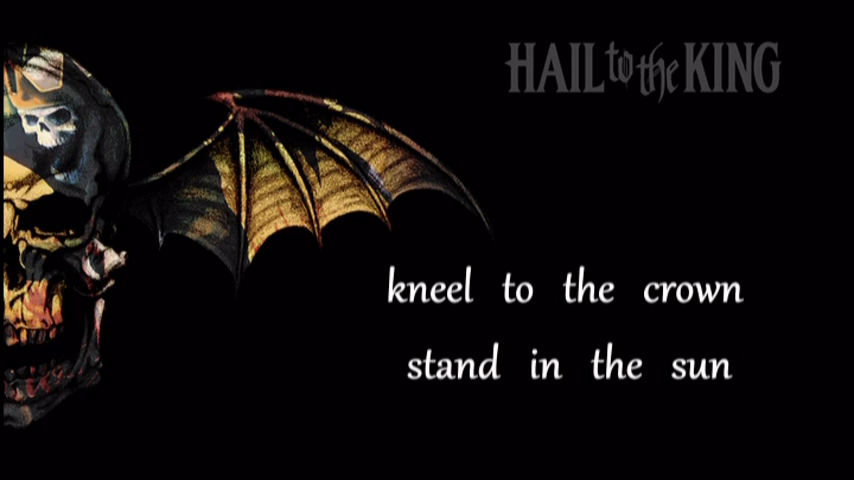 HAIL to the KING
kneel to the crown
stand in the sun